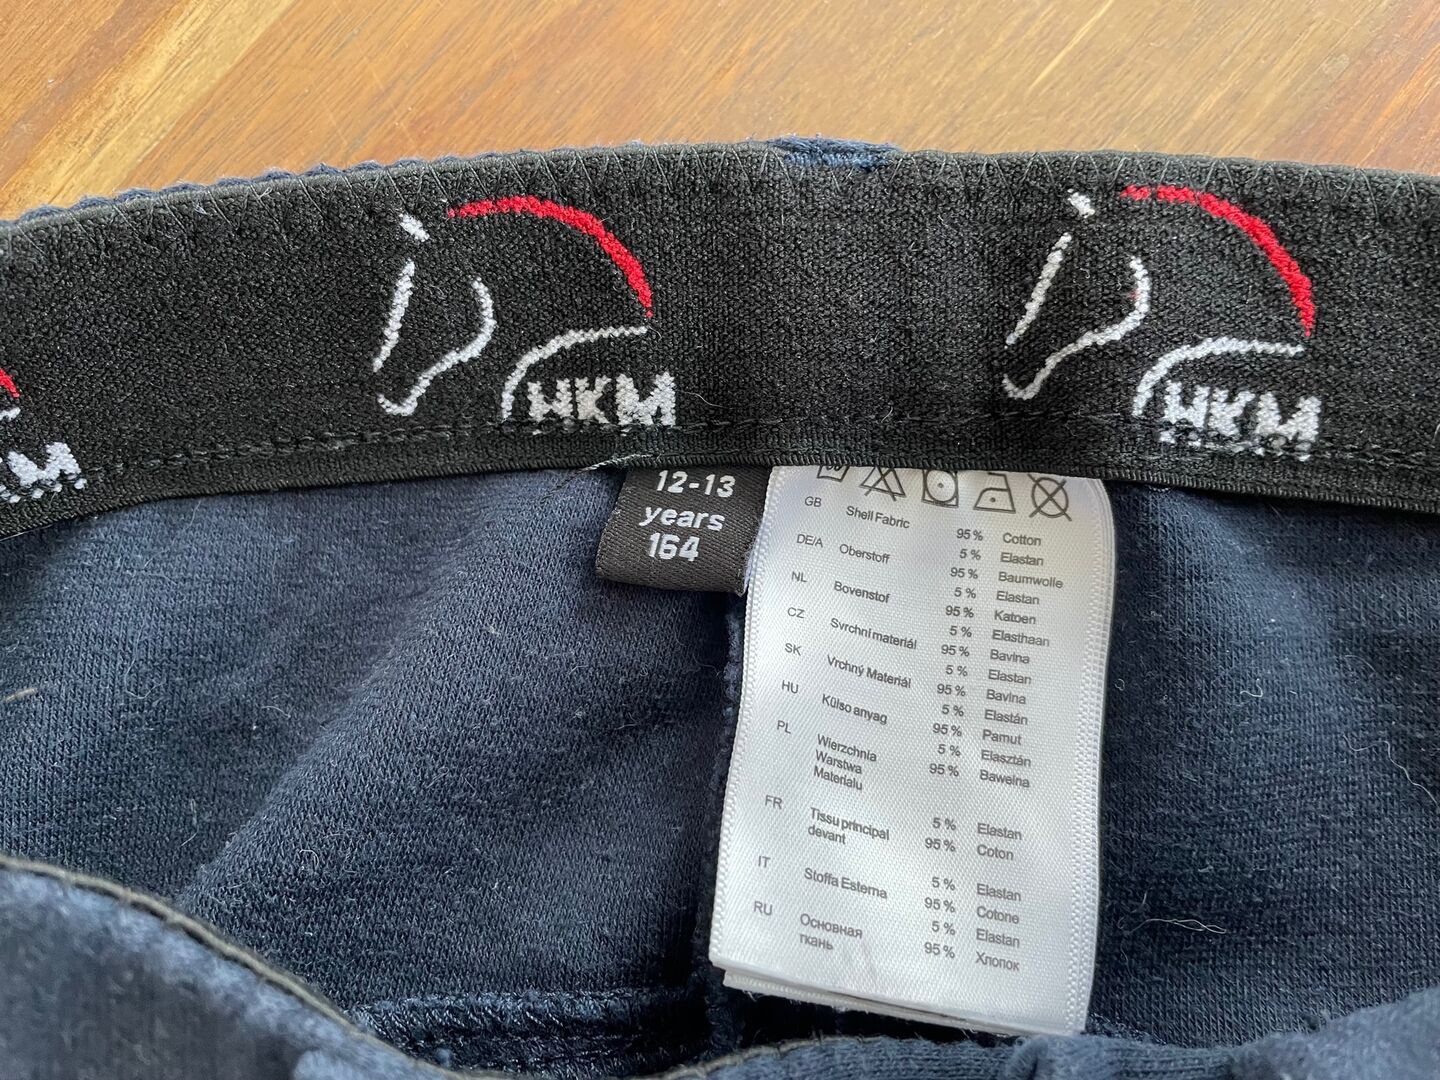 HKM
HKM
HKM
12-13
years
164
GB Shell Fabric 95 % Cotton
5 % Elastan
DE/A Oberstoff 95 % Baumwolle
5 % Elastan
NL Bovenstof 95 % Katoen
5 % Elasthaan
CZ Svrchní materiál 95 % Bavlna
5 % Elastan
SK Vrchný Materiál 95 % Bavlna
5 % Elastán
HU Külso anyag 95 % Pamut
5 % Elasztán
PL Wierzchnia 95 % Bawelna
Warstwa
Materialu
5 % Elastan
FR Tissu principal 95 % Coton
devant
5 % Elastan
IT Stoffa Esterna 95 % Cotone
5 % Elastan
RU Основная 95 % Хлопок
ткань